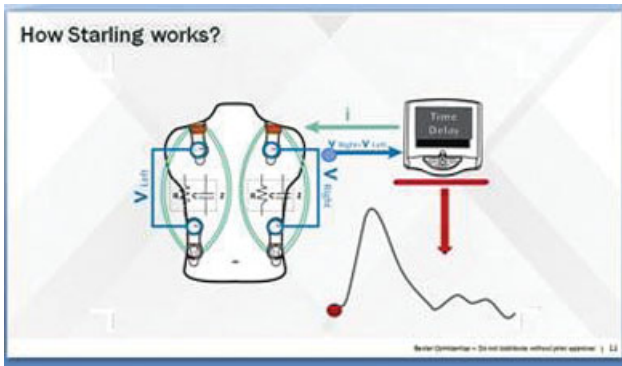 How Starling works?
i
Time
Delay
V Right+V Left
V Left
R C Z
R C Z
V Right
Baxter Confidential – Do not distribute without prior approval | 11